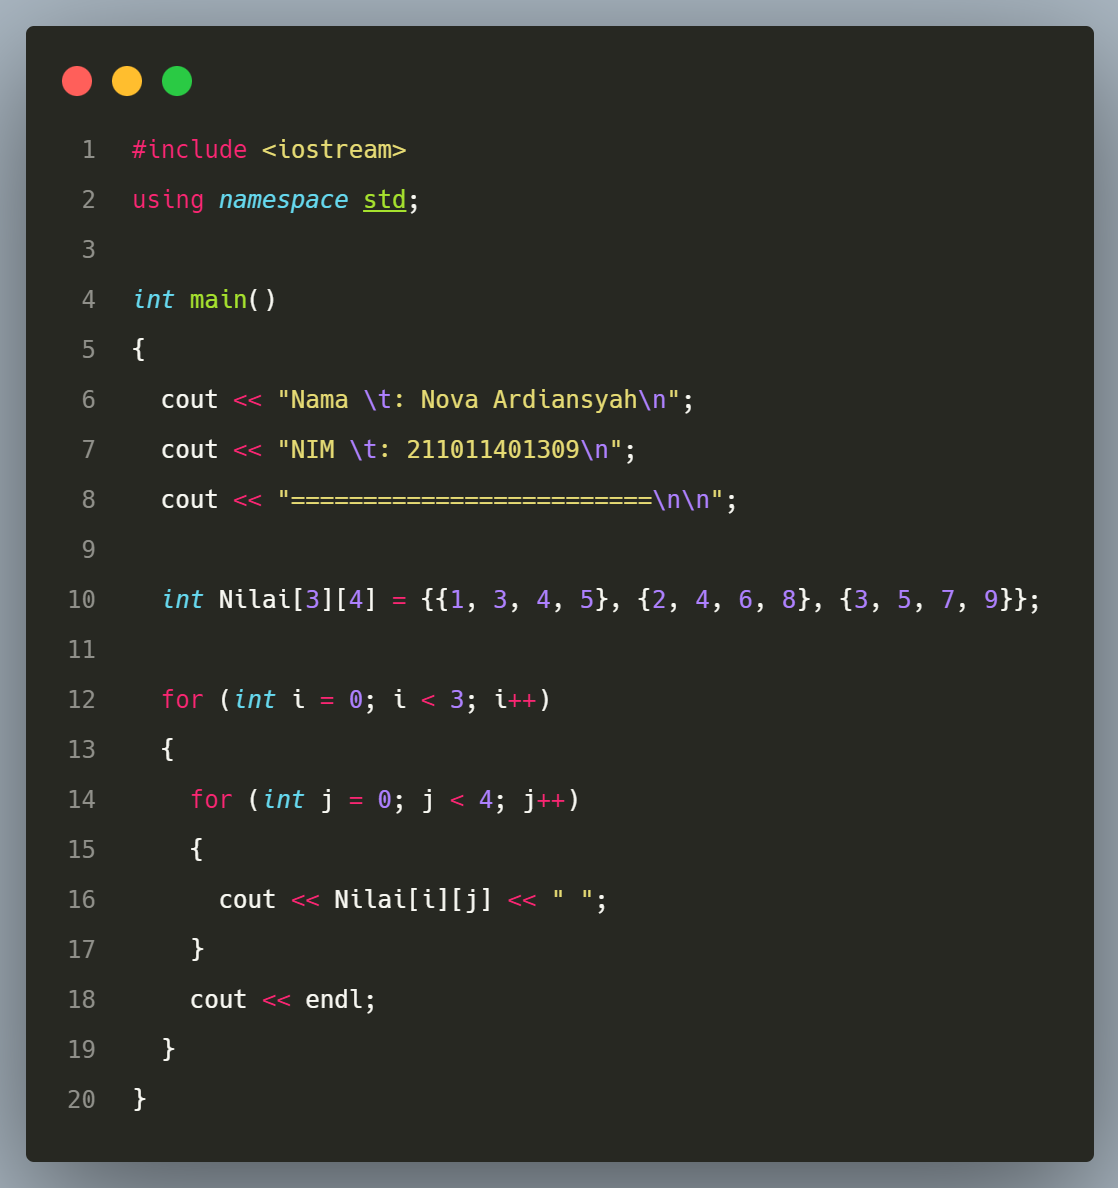 1 #include <iostream>
2 using namespace std;
3
4 int main()
5 {
6   cout << "Nama \t: Nova Ardiansyah\n";
7   cout << "NIM \t: 211011401309\n";
8   cout << "=========================\n\n";
9
10   int Nilai[3][4] = {{1, 3, 4, 5}, {2, 4, 6, 8}, {3, 5, 7, 9}};
11
12   for (int i = 0; i < 3; i++)
13   {
14     for (int j = 0; j < 4; j++)
15     {
16       cout << Nilai[i][j] << " ";
17     }
18     cout << endl;
19   }
20 }